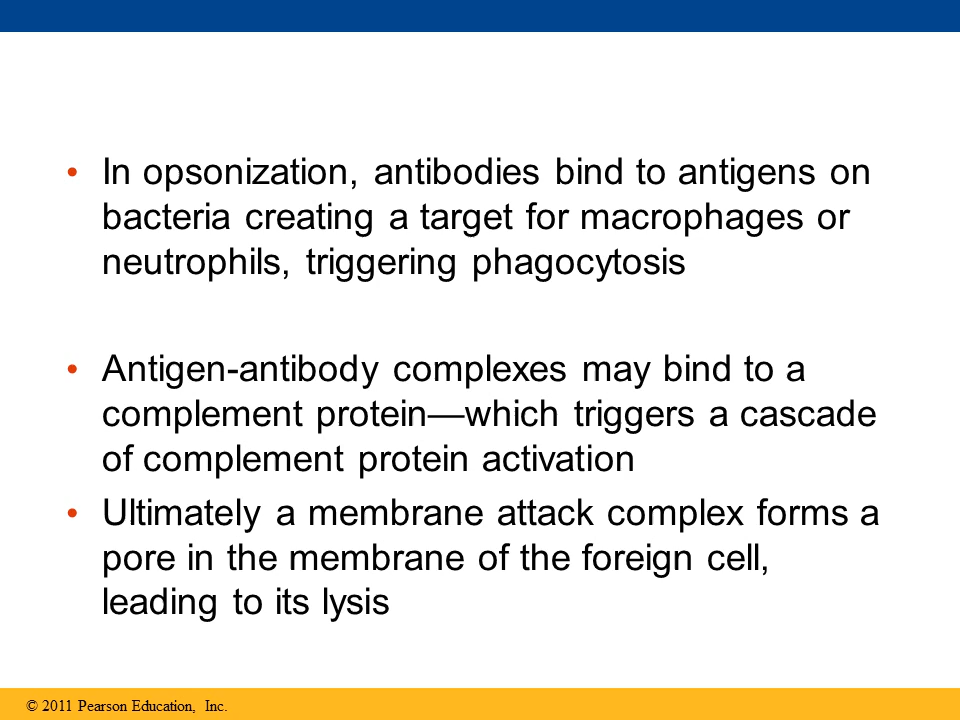 • In opsonization, antibodies bind to antigens on
bacteria creating a target for macrophages or
neutrophils, triggering phagocytosis
• Antigen-antibody complexes may bind to a
complement protein—which triggers a cascade
of complement protein activation
• Ultimately a membrane attack complex forms a
pore in the membrane of the foreign cell,
leading to its lysis
© 2011 Pearson Education, Inc.